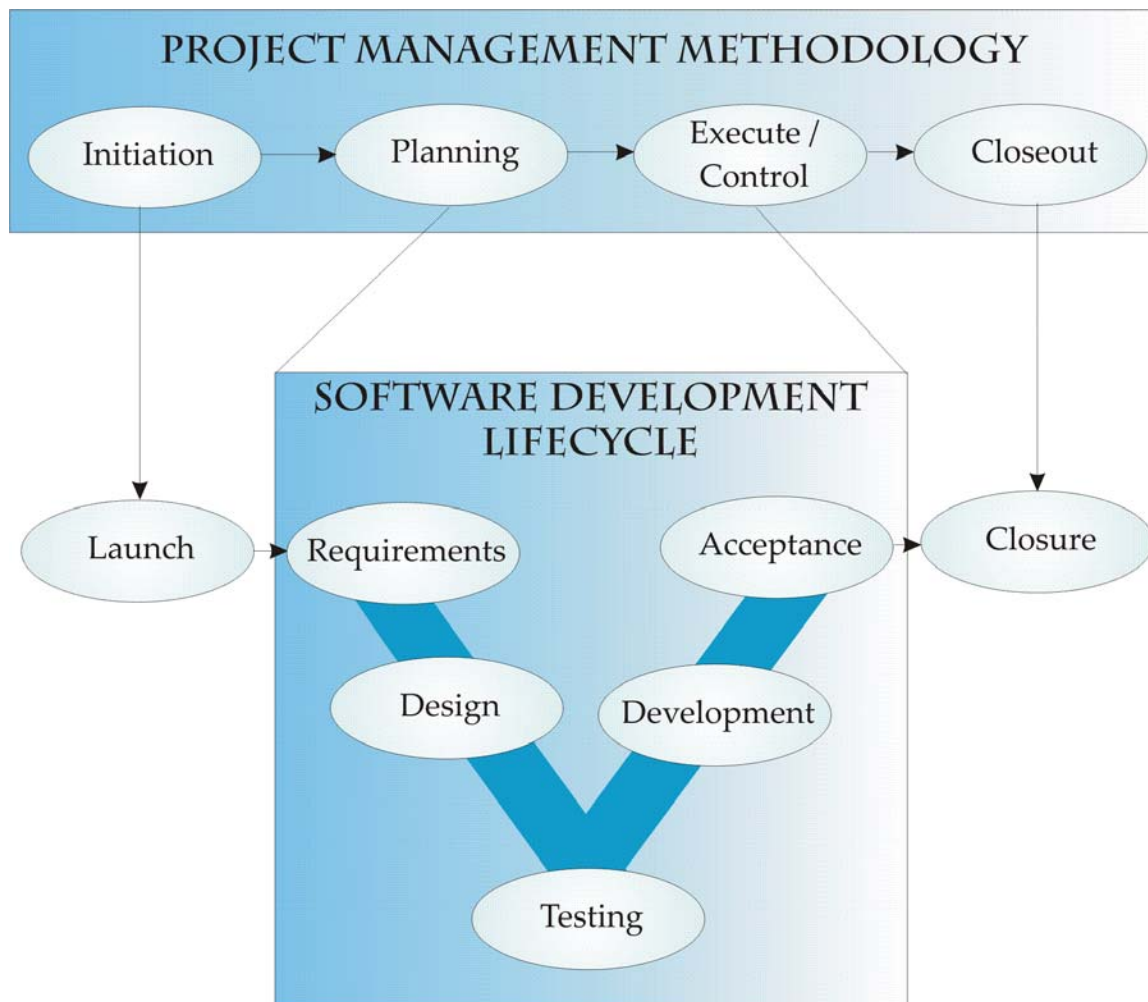 PROJECT MANAGEMENT METHODOLOGY
Initiation
Planning
Execute /
Control
Closeout
SOFTWARE DEVELOPMENT
LIFECYCLE
Launch
Requirements
Acceptance
Closure
Design
Development
Testing